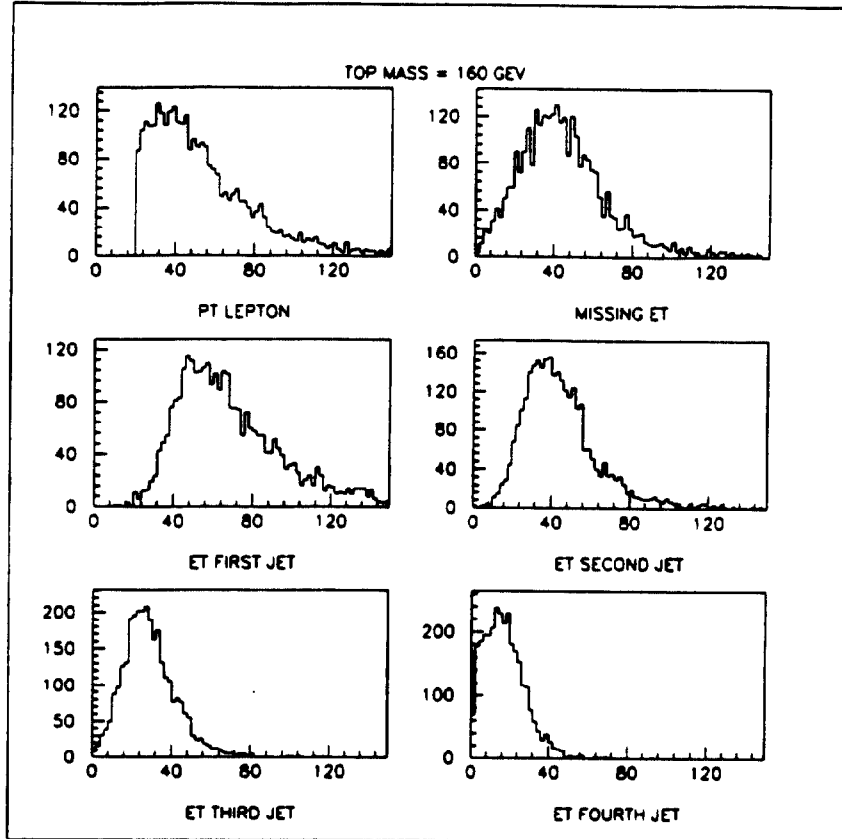 TOP MASS = 160 GEV
120
80
40
0
0 40 80 120
PT LEPTON
120
80
40
0
0 40 80 120
MISSING ET
120
80
40
0
0 40 80 120
ET FIRST JET
160
120
80
40
0
0 40 80 120
ET SECOND JET
200
150
100
50
0
0 40 80 120
ET THIRD JET
200
100
0
0 40 80 120
ET FOURTH JET